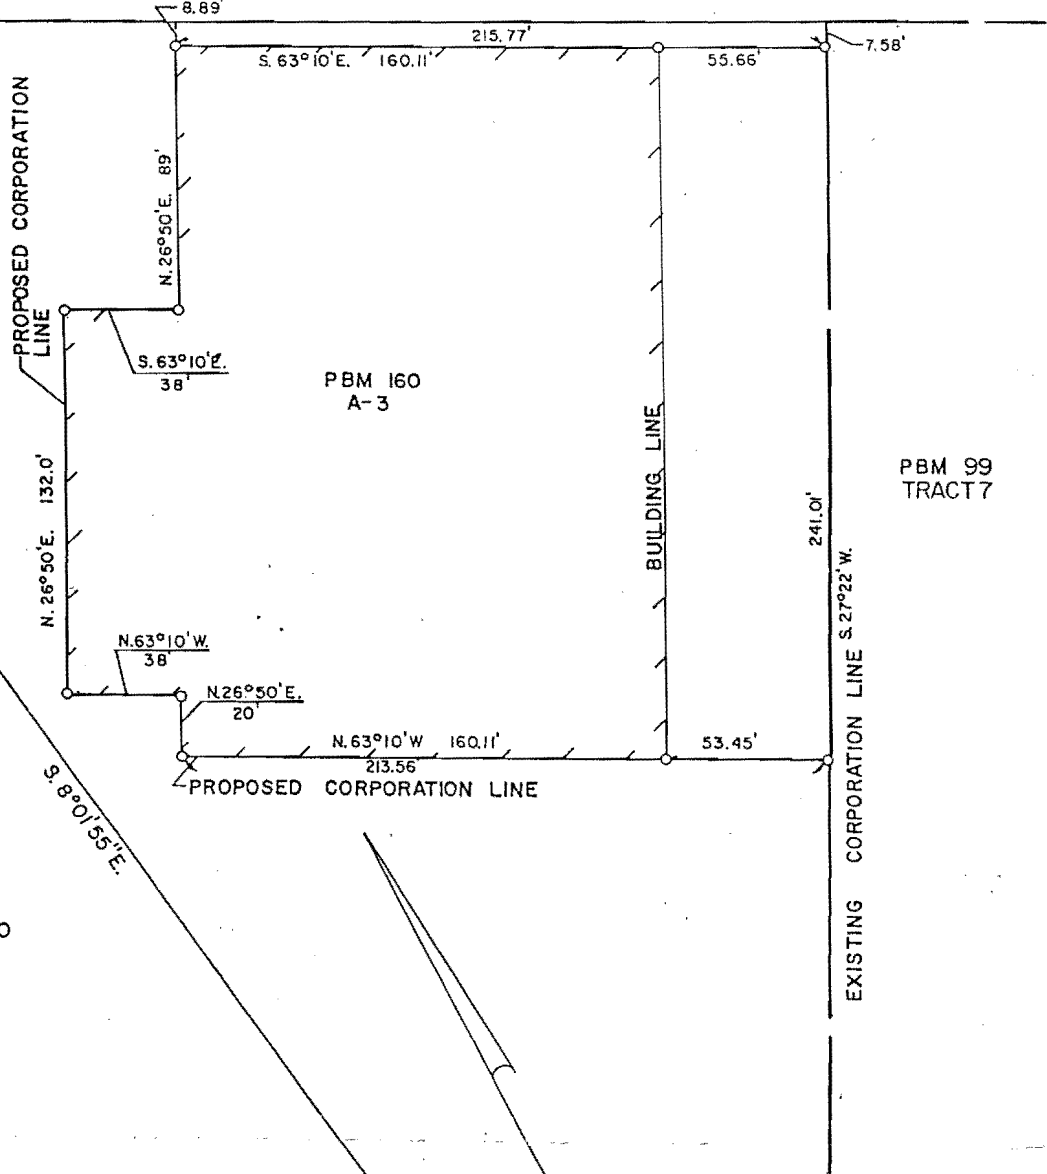 8.89'
215.77'
7.58'
S. 63°10'E. 160.11'
55.66'
PROPOSED CORPORATION
LINE
N. 26°50'E. 89'
S. 63°10'E.
38'
PBM 160
A-3
BUILDING LINE
PBM 99
TRACT 7
N. 26°50'E. 132.0'
241.01'
S. 27°22'W.
N. 63°10'W.
38'
N. 26°50'E.
20'
N. 63°10'W 160.11'
53.45'
213.56
PROPOSED CORPORATION LINE
EXISTING CORPORATION LINE
S. 8°01'55"E.
O